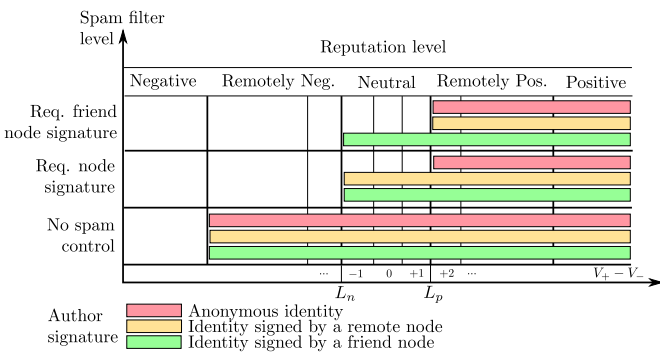 Spam filter
level
Reputation level
Negative Remotely Neg. Neutral Remotely Pos. Positive
Req. friend
node signature
Req. node
signature
No spam
control
... −1 0 +1 +2 ... V₊ − V₋
Lₙ Lₚ
Author
signature
Anonymous identity
Identity signed by a remote node
Identity signed by a friend node